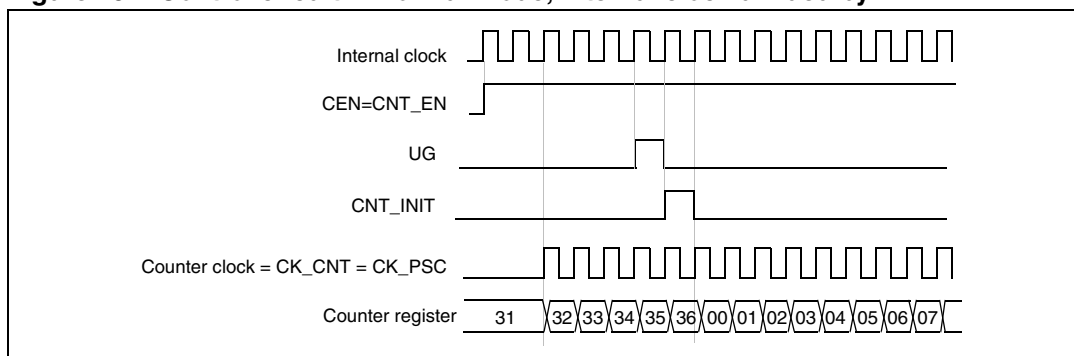 Internal clock
CEN=CNT_EN
UG
CNT_INIT
Counter clock = CK_CNT = CK_PSC
Counter register 31 32 33 34 35 36 00 01 02 03 04 05 06 07